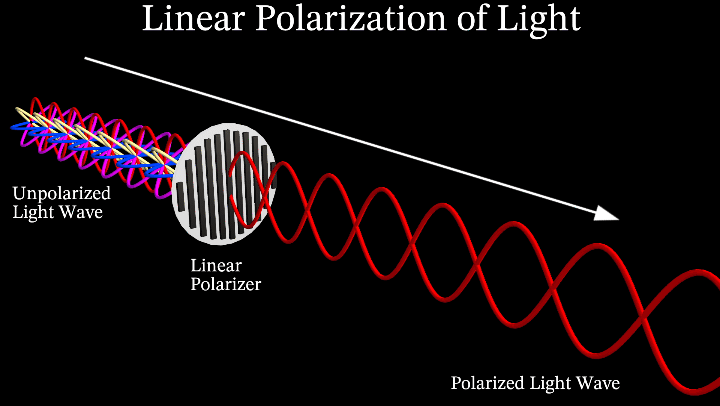 Linear Polarization of Light
Unpolarized
Light Wave
Linear
Polarizer
Polarized Light Wave